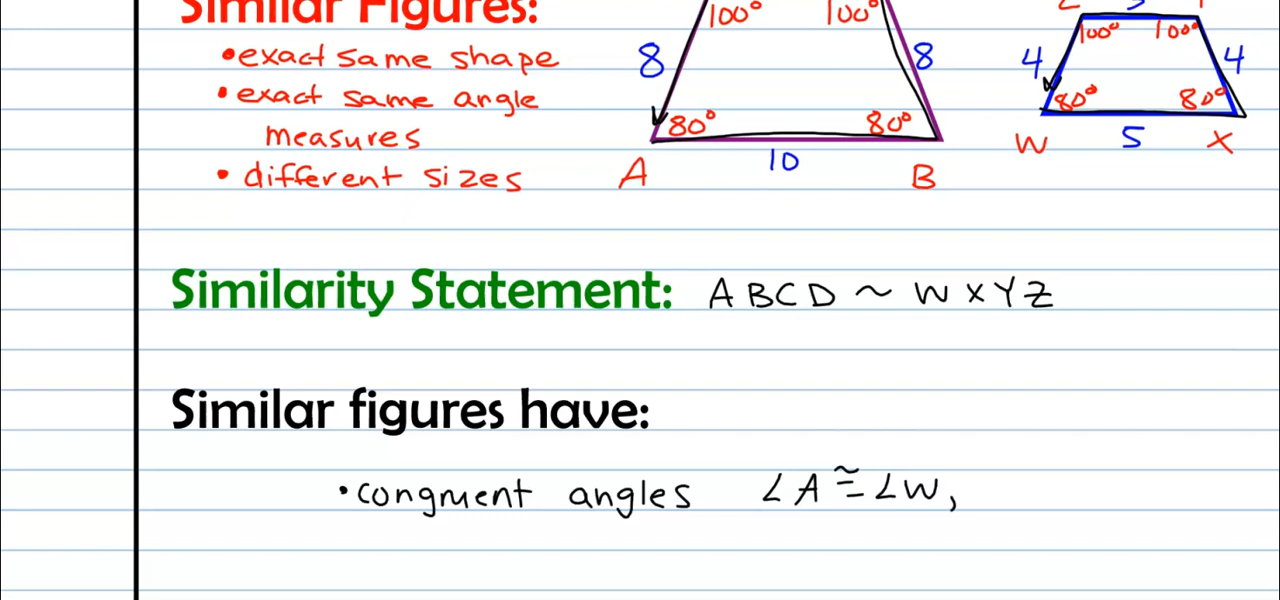 Similar Figures:
•exact same shape
•exact same angle
measures
•different sizes
100° 100°
8 8
80° 80°
10
A B
100° 100°
4 4
80° 80°
5
W X
Similarity Statement: ABCD ~ WXYZ
Similar figures have:
•congruent angles ∠A ≅ ∠W,